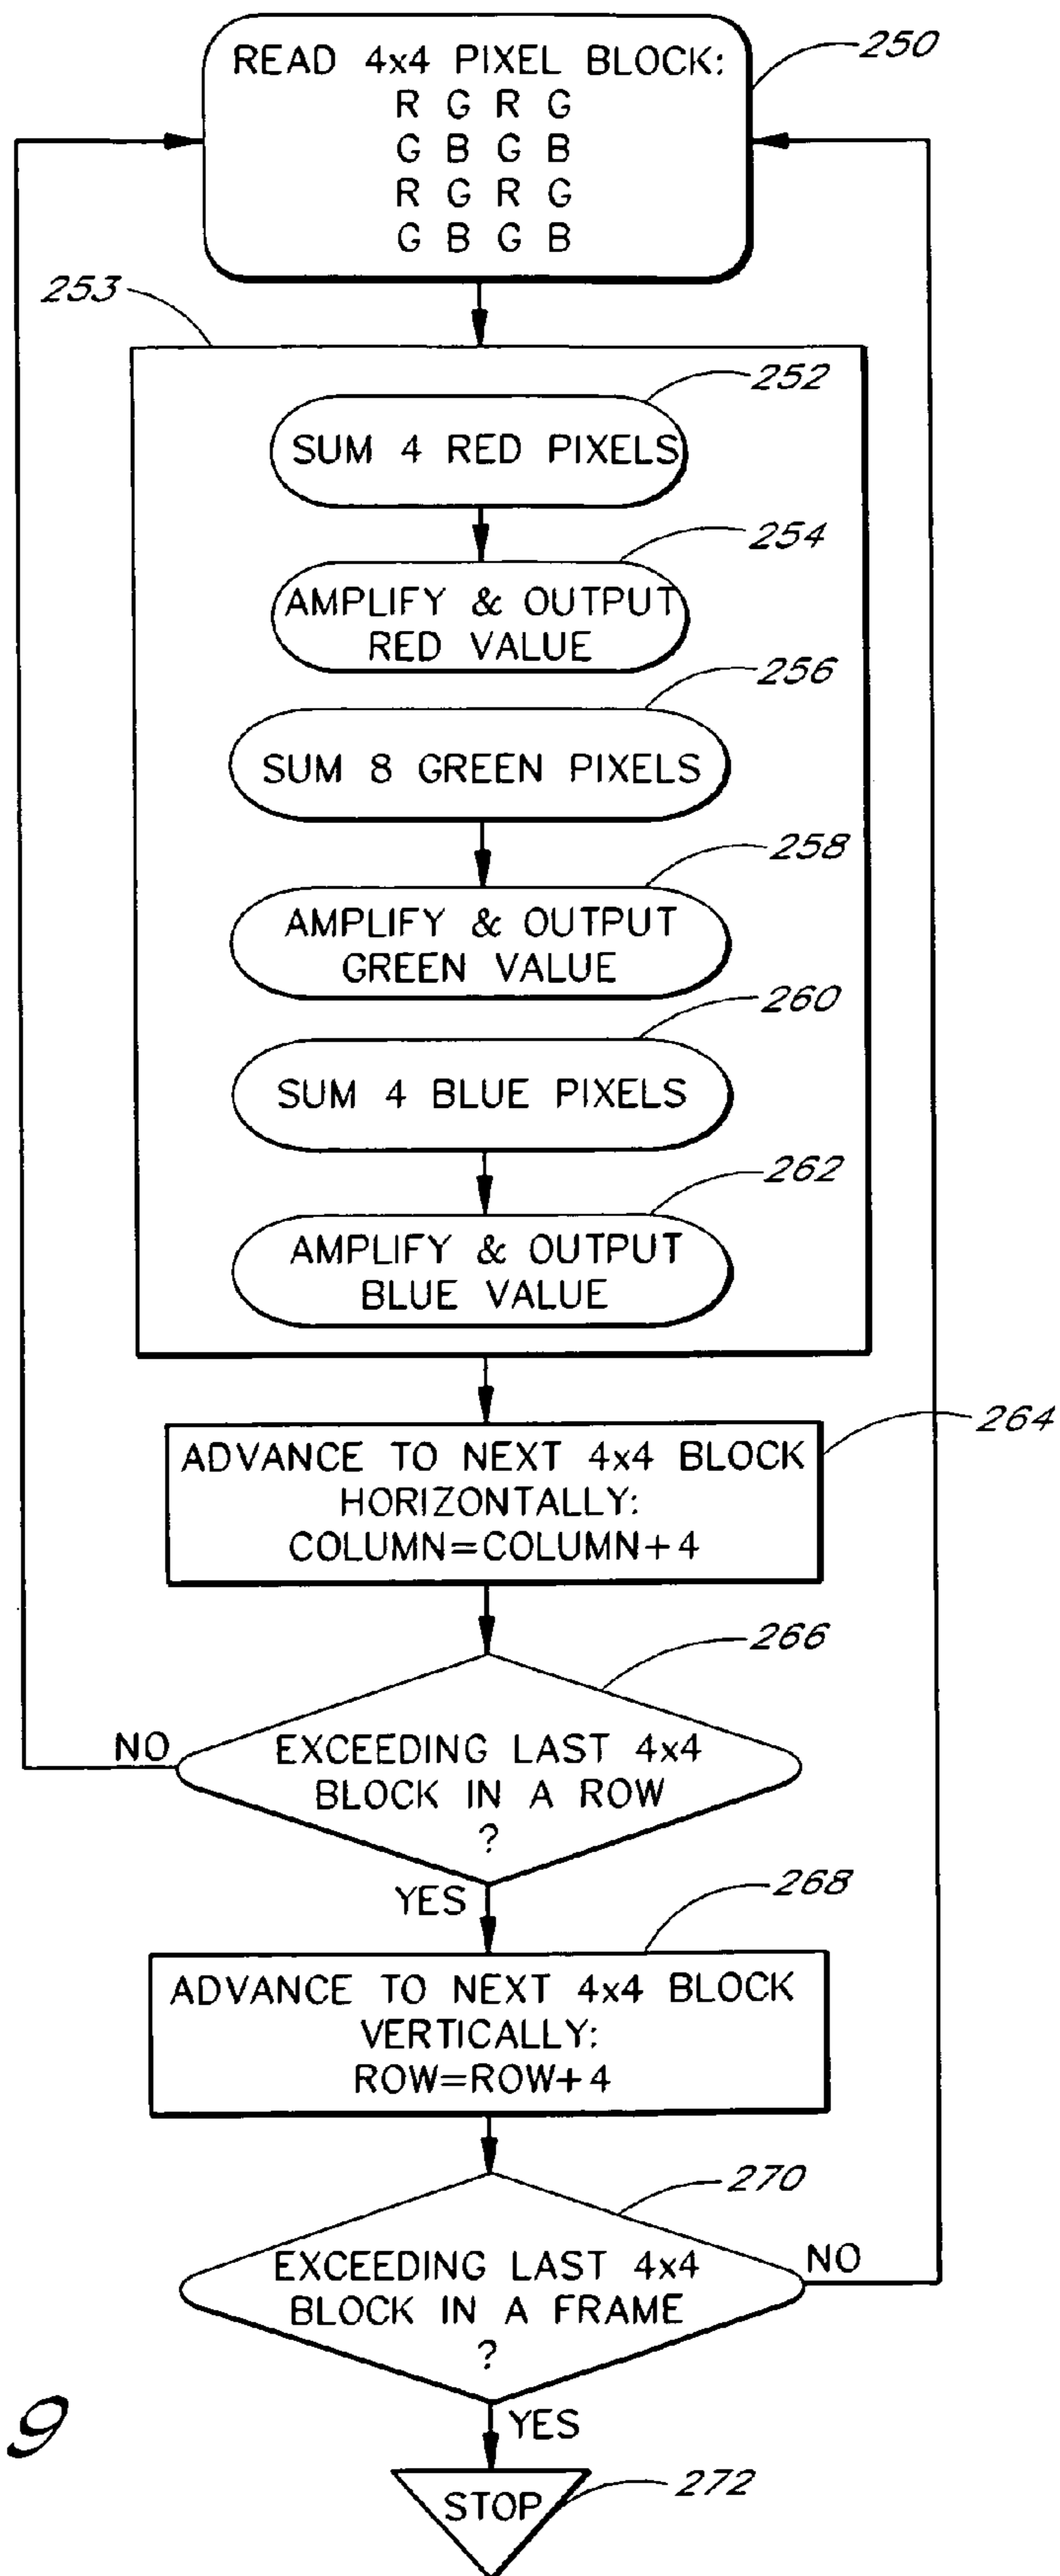 READ 4x4 PIXEL BLOCK:
R G R G
G B G B
R G R G
G B G B
250
253
252
SUM 4 RED PIXELS
254
AMPLIFY & OUTPUT
RED VALUE
256
SUM 8 GREEN PIXELS
258
AMPLIFY & OUTPUT
GREEN VALUE
260
SUM 4 BLUE PIXELS
262
AMPLIFY & OUTPUT
BLUE VALUE
264
ADVANCE TO NEXT 4x4 BLOCK
HORIZONTALLY:
COLUMN=COLUMN+4
266
NO
EXCEEDING LAST 4x4
BLOCK IN A ROW
?
YES
268
ADVANCE TO NEXT 4x4 BLOCK
VERTICALLY:
ROW=ROW+4
270
EXCEEDING LAST 4x4
BLOCK IN A FRAME
?
NO
YES
9
STOP
272